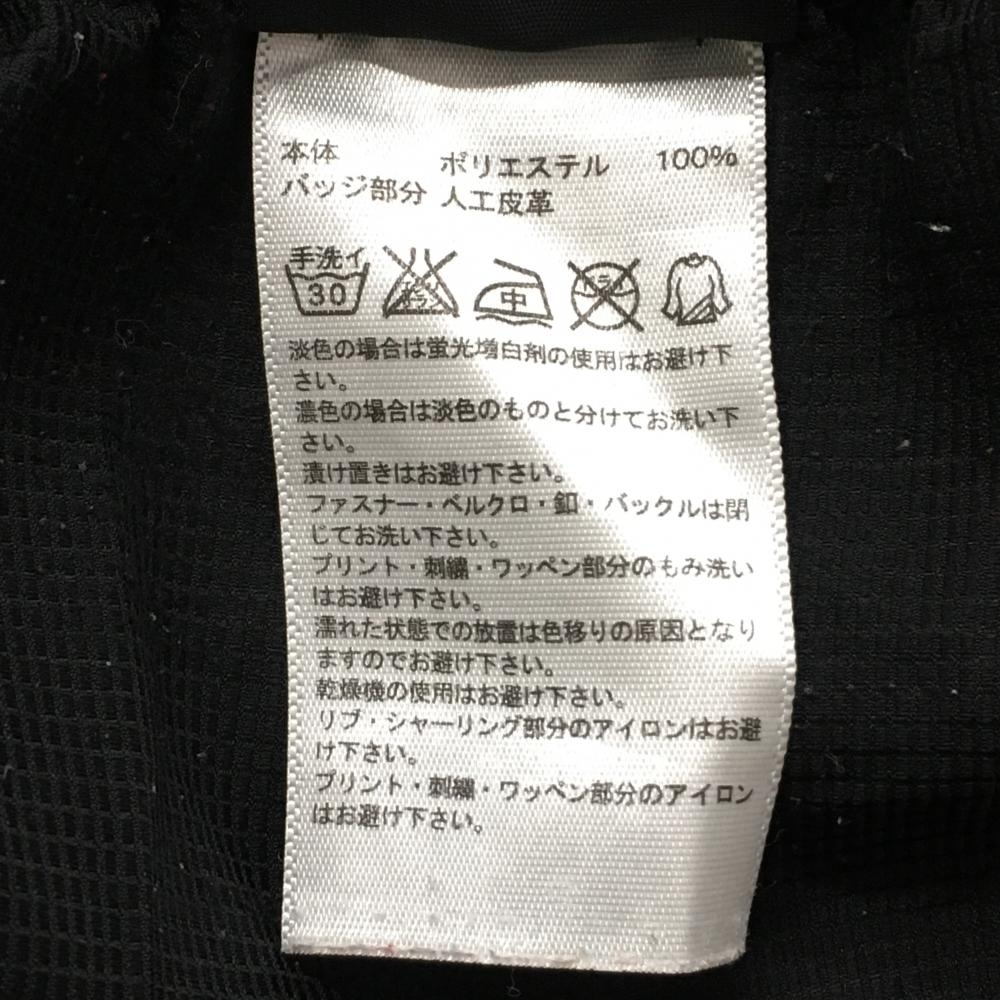 本体 ポリエステル 100%
バッジ部分 人工皮革
手洗イ
30
中
淡色の場合は蛍光増白剤の使用はお避け下
さい。
濃色の場合は淡色のものと分けてお洗い下
さい。
漬け置きはお避け下さい。
ファスナー・ベルクロ・釦・バックルは閉
じてお洗い下さい。
プリント・刺繍・ワッペン部分のもみ洗い
はお避け下さい。
濡れた状態での放置は色移りの原因となり
ますのでお避け下さい。
乾燥機の使用はお避け下さい。
リブ・シャーリング部分のアイロンはお避
け下さい。
プリント・刺繍・ワッペン部分のアイロン
はお避け下さい。